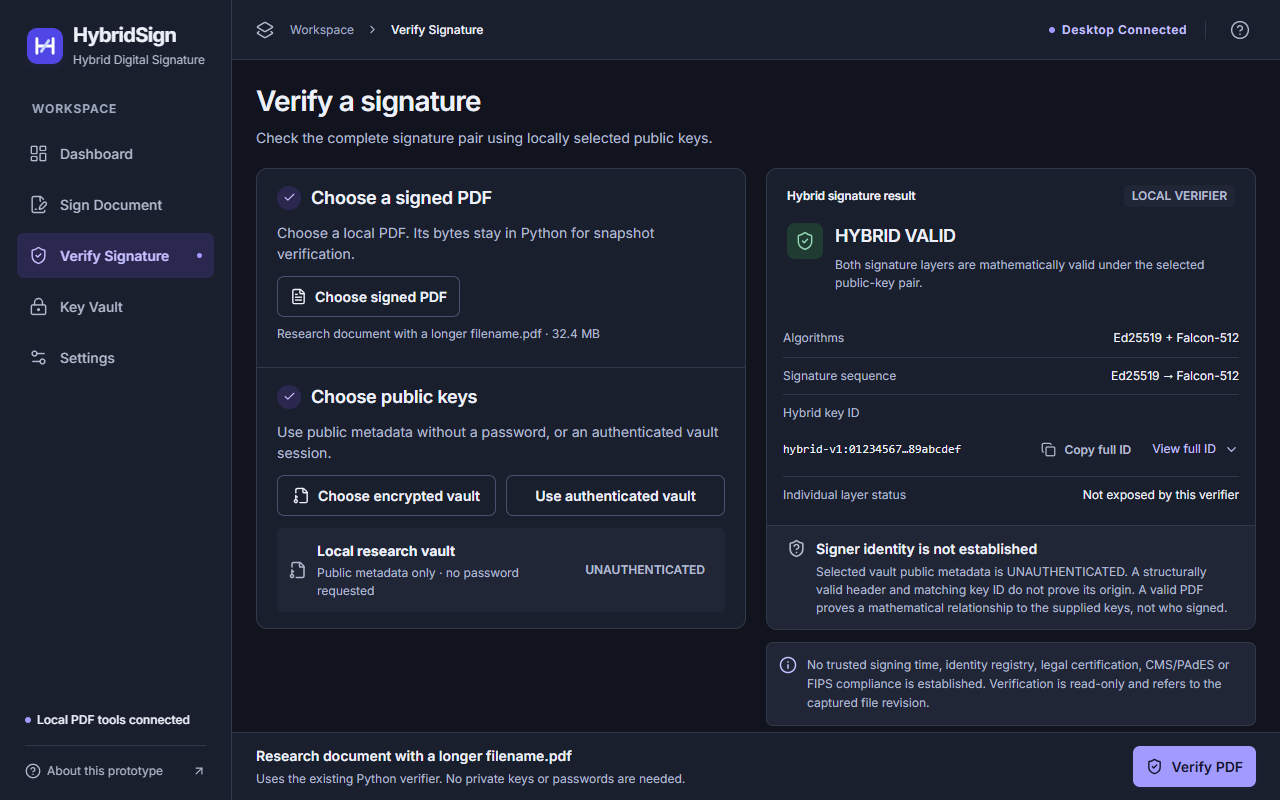 HybridSign
Hybrid Digital Signature
WORKSPACE
Dashboard
Sign Document
Verify Signature
Key Vault
Settings
Local PDF tools connected
About this prototype
Workspace
Verify Signature
Desktop Connected
Verify a signature
Check the complete signature pair using locally selected public keys.
Choose a signed PDF
Choose a local PDF. Its bytes stay in Python for snapshot
verification.
Choose signed PDF
Research document with a longer filename.pdf · 32.4 MB
Choose public keys
Use public metadata without a password, or an authenticated vault
session.
Choose encrypted vault
Use authenticated vault
Local research vault
Public metadata only · no password
requested
UNAUTHENTICATED
Hybrid signature result
LOCAL VERIFIER
HYBRID VALID
Both signature layers are mathematically valid under the selected
public-key pair.
Algorithms
Ed25519 + Falcon-512
Signature sequence
Ed25519 → Falcon-512
Hybrid key ID
hybrid-v1:01234567…89abcdef
Copy full ID
View full ID
Individual layer status
Not exposed by this verifier
Signer identity is not established
Selected vault public metadata is UNAUTHENTICATED. A structurally
valid header and matching key ID do not prove its origin. A valid PDF
proves a mathematical relationship to the supplied keys, not who signed.
No trusted signing time, identity registry, legal certification, CMS/PAdES or
FIPS compliance is established. Verification is read-only and refers to the
captured file revision.
Research document with a longer filename.pdf
Uses the existing Python verifier. No private keys or passwords are needed.
Verify PDF